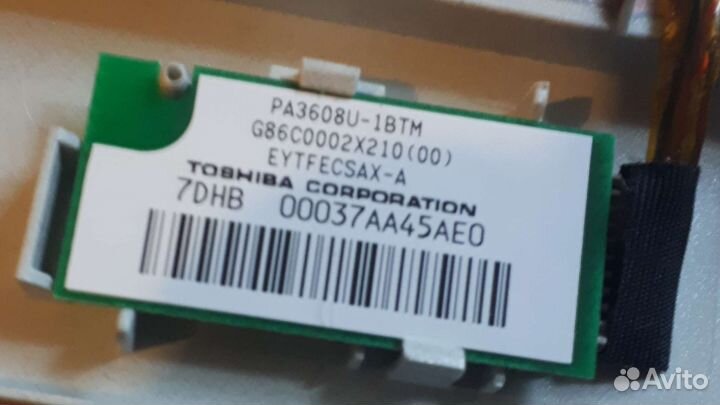 PA3608U-1BTM
G86C0002X210(00)
EYTFECSAX-A
TOSHIBA CORPORATION
7DHB 00037AA45AE0
Avito